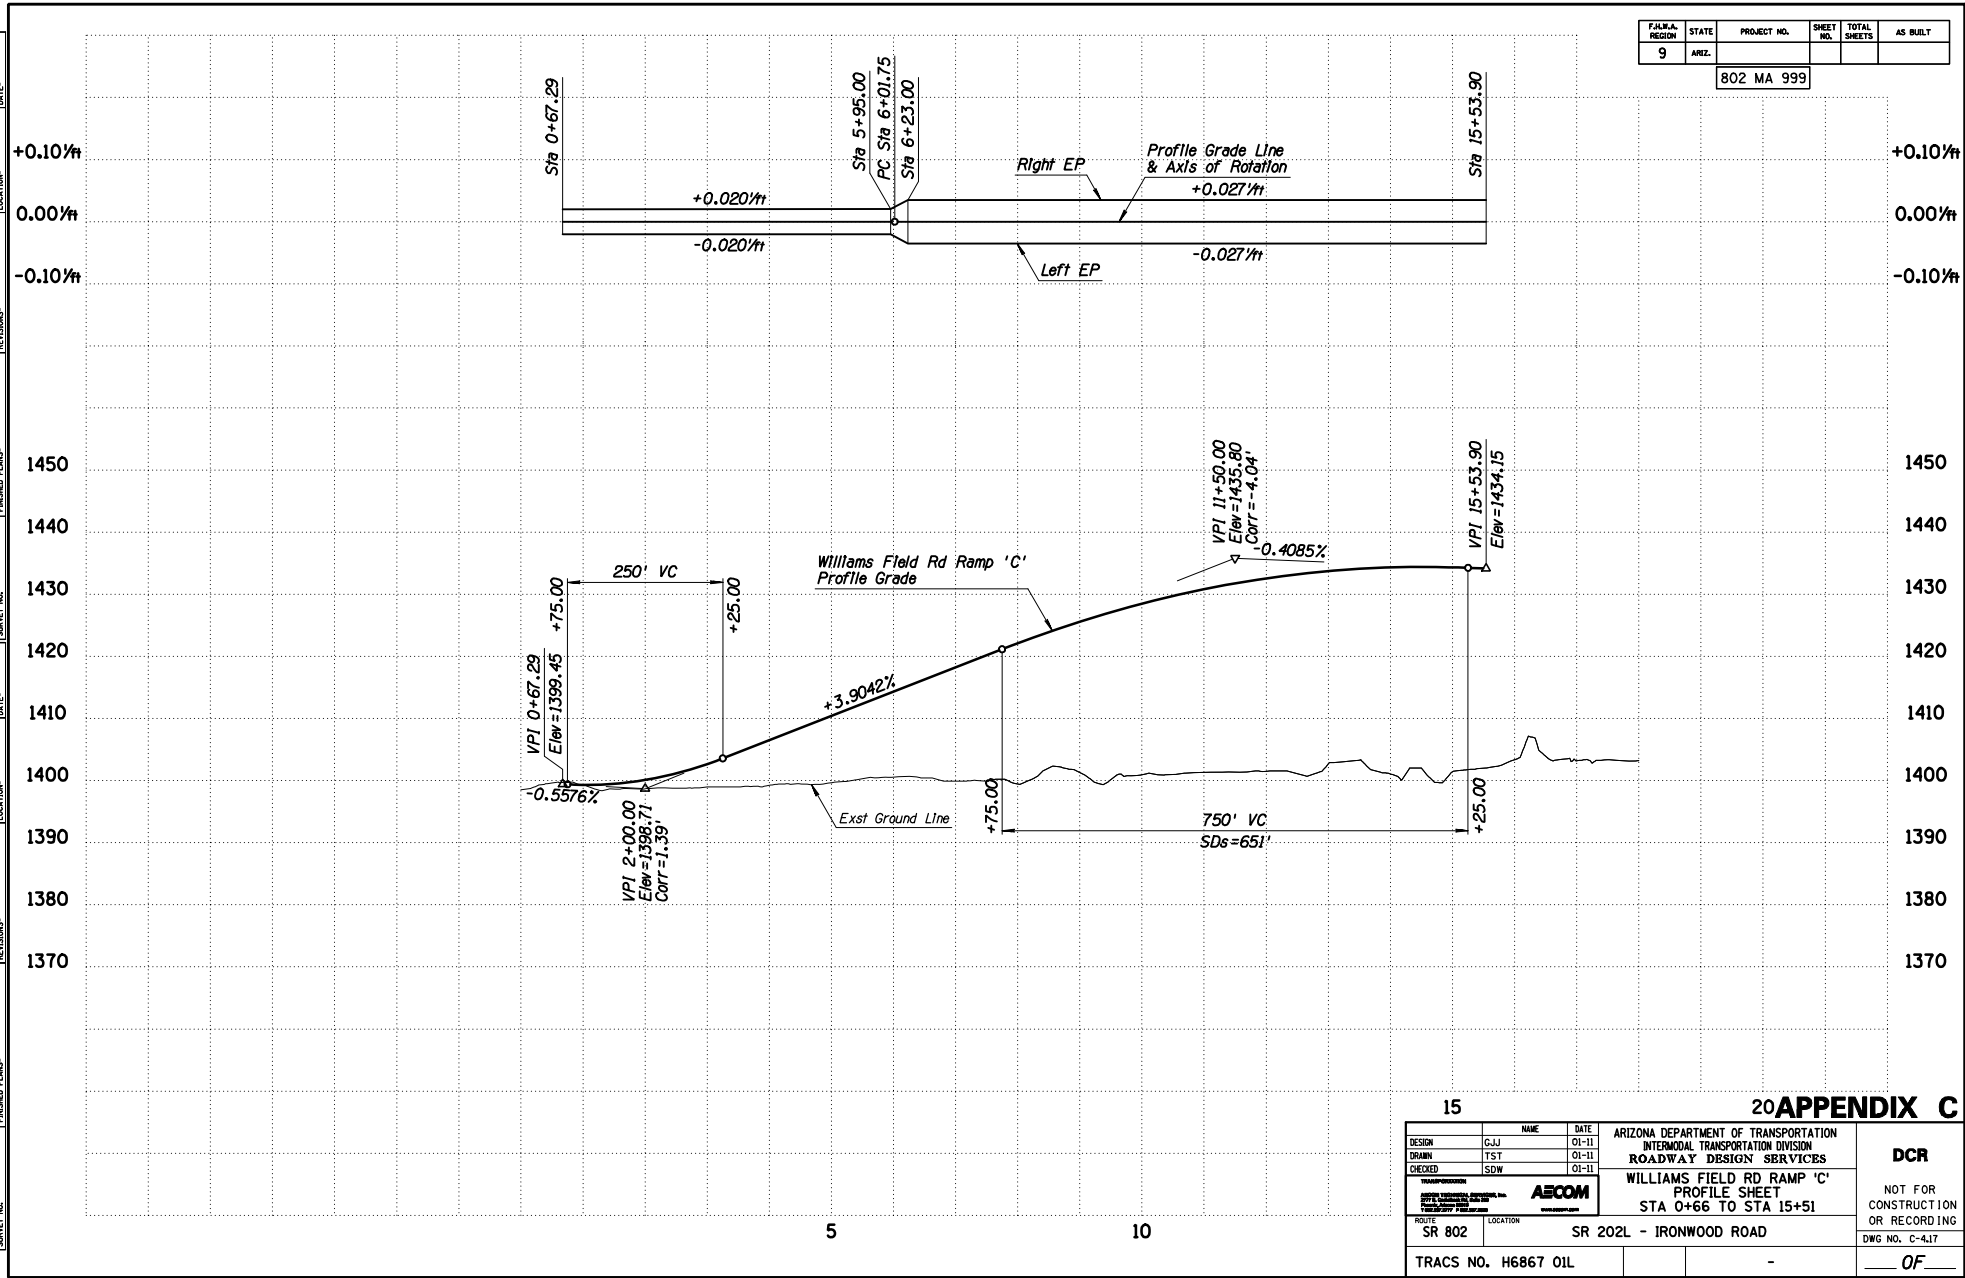 F.H.W.A. REGION
STATE
PROJECT NO.
SHEET NO.
TOTAL SHEETS
AS BUILT
9
ARIZ.
802 MA 999
Sta 0+67.29
Sta 5+95.00
PC Sta 6+01.75
Sta 6+23.00
Sta 15+53.90
+0.10'/ft
+0.10'/ft
Right EP
Profile Grade Line
& Axis of Rotation
+0.020'/ft
+0.027'/ft
0.00'/ft
0.00'/ft
-0.020'/ft
-0.027'/ft
Left EP
-0.10'/ft
-0.10'/ft
1450
1450
VPI 11+50.00
Elev=1435.80
Corr=-4.04'
VPI 15+53.90
Elev=1434.15
1440
1440
-0.4085%
Williams Field Rd Ramp 'C'
Profile Grade
250' VC
+75.00
+25.00
1430
1430
1420
1420
VPI 0+67.29
Elev=1399.45
+3.9042%
1410
1410
1400
1400
-0.5576%
VPI 2+00.00
Elev=1398.71
Corr=1.39'
Exst Ground Line
+75.00
750' VC
SDs=651'
+25.00
1390
1390
1380
1380
1370
1370
15
20
APPENDIX C
5
10
NAME
DATE
DESIGN GJJ 01-11
DRAWN TST 01-11
CHECKED SDW 01-11
TRANSPORTATION
AECOM
ARIZONA DEPARTMENT OF TRANSPORTATION
INTERMODAL TRANSPORTATION DIVISION
ROADWAY DESIGN SERVICES
WILLIAMS FIELD RD RAMP 'C'
PROFILE SHEET
STA 0+66 TO STA 15+51
DCR
NOT FOR
CONSTRUCTION
OR RECORDING
ROUTE
SR 802
LOCATION
SR 202L - IRONWOOD ROAD
DWG NO. C-4.17
TRACS NO. H6867 01L
-
OF